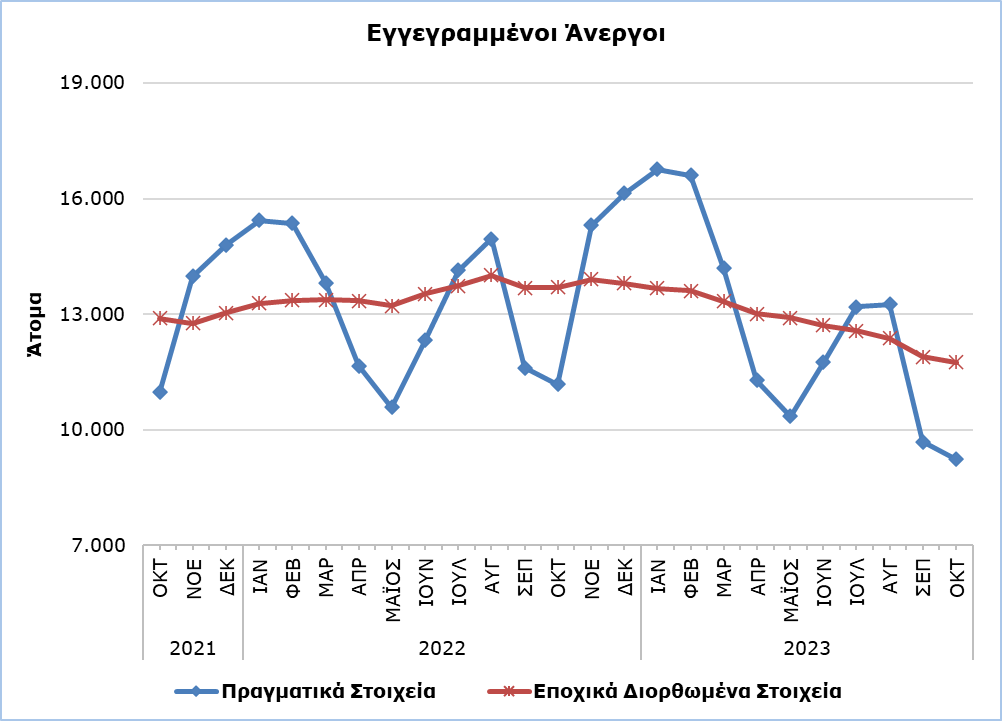 Εγγεγραμμένοι Άνεργοι
19.000
16.000
13.000
10.000
7.000
Άτομα
ΟΚΤ ΝΟΕ ΔΕΚ ΙΑΝ ΦΕΒ ΜΑΡ ΑΠΡ ΜΑΪΟΣ ΙΟΥΝ ΙΟΥΛ ΑΥΓ ΣΕΠ ΟΚΤ ΝΟΕ ΔΕΚ ΙΑΝ ΦΕΒ ΜΑΡ ΑΠΡ ΜΑΪΟΣ ΙΟΥΝ ΙΟΥΛ ΑΥΓ ΣΕΠ ΟΚΤ
2021 2022 2023
Πραγματικά Στοιχεία Εποχικά Διορθωμένα Στοιχεία